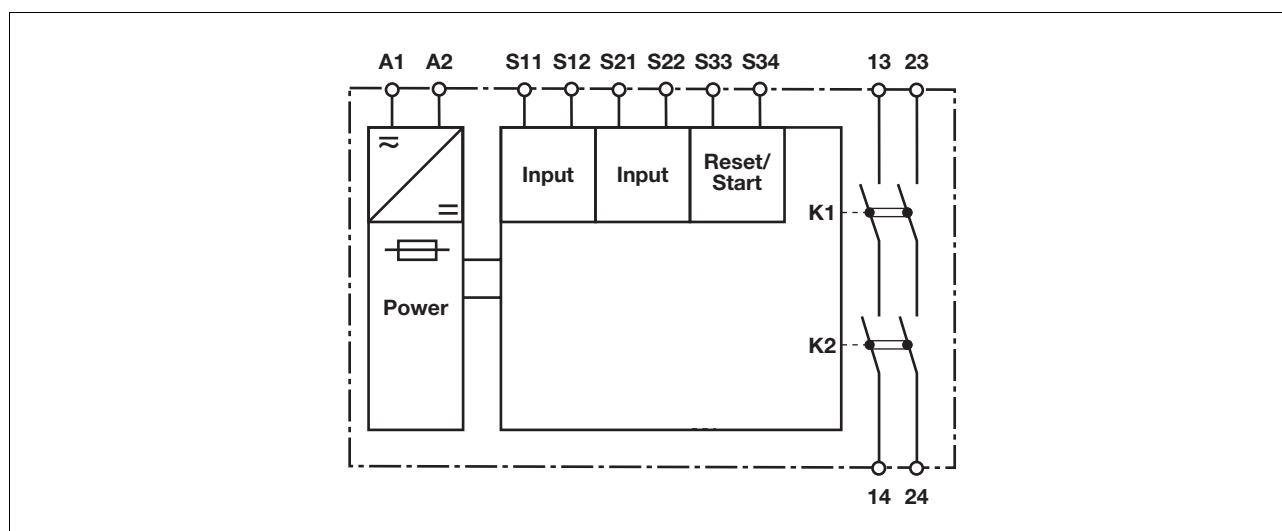 A1 A2 S11 S12 S21 S22 S33 S34 13 23
Input Input Reset/
Start
K1
Power
K2
14 24